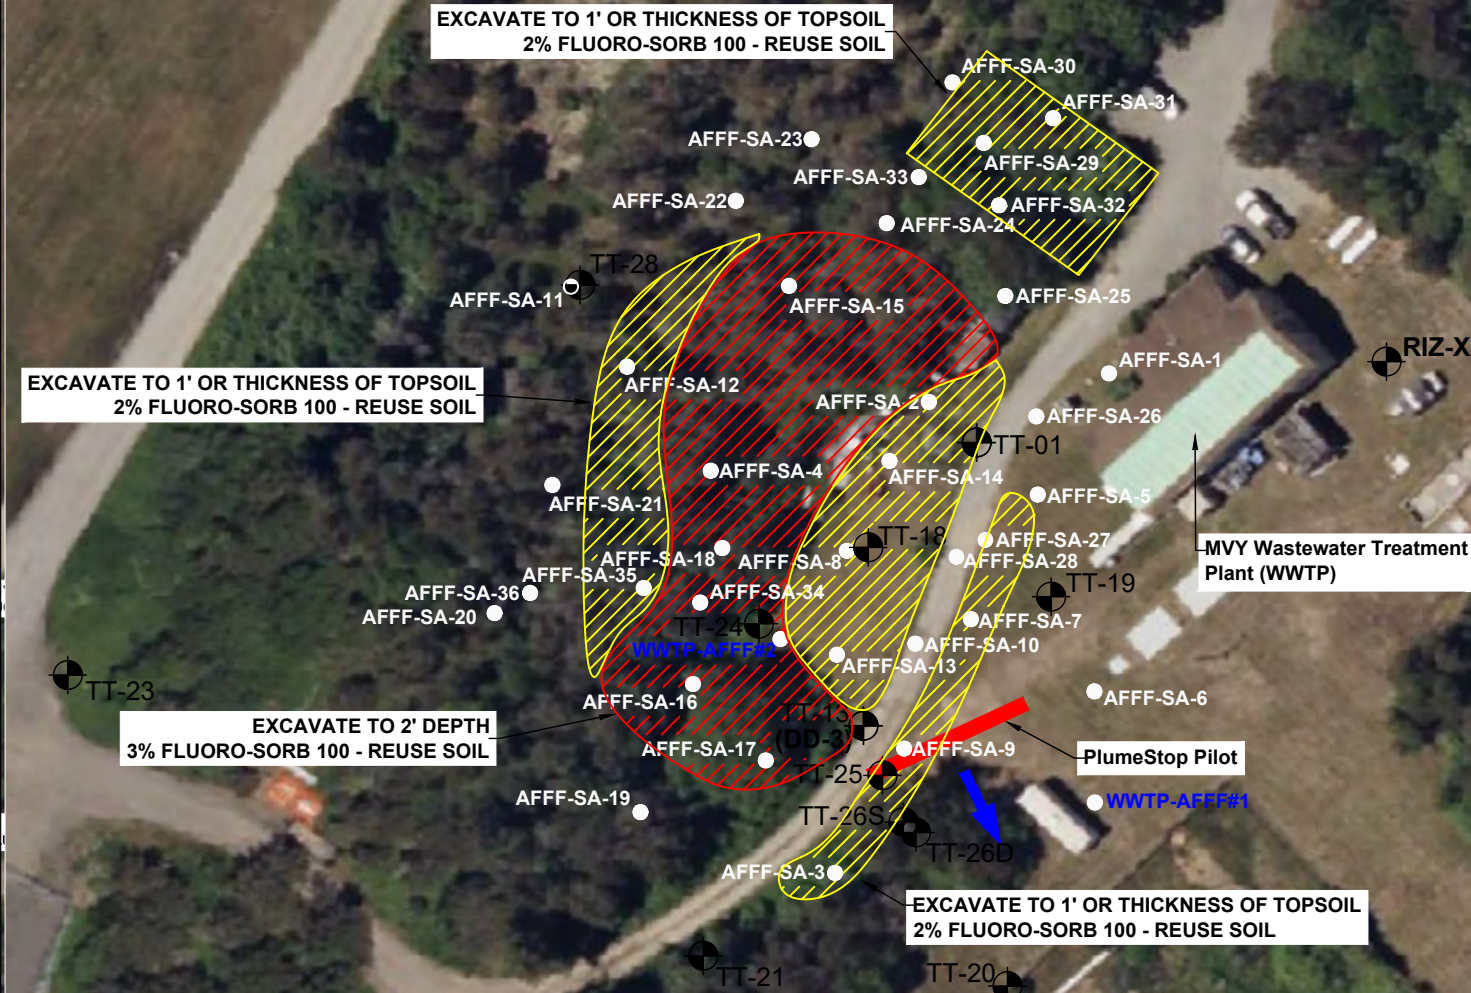 EXCAVATE TO 1' OR THICKNESS OF TOPSOIL
2% FLUORO-SORB 100 - REUSE SOIL
AFFF-SA-30
AFFF-SA-31
AFFF-SA-23
AFFF-SA-29
AFFF-SA-33
AFFF-SA-22
AFFF-SA-32
AFFF-SA-24
TT-28
AFFF-SA-11
AFFF-SA-15
AFFF-SA-25
RIZ-X
AFFF-SA-1
EXCAVATE TO 1' OR THICKNESS OF TOPSOIL
2% FLUORO-SORB 100 - REUSE SOIL
AFFF-SA-12
AFFF-SA-2
AFFF-SA-26
TT-01
AFFF-SA-4
AFFF-SA-14
AFFF-SA-21
AFFF-SA-5
TT-18
AFFF-SA-27
MVY Wastewater Treatment
Plant (WWTP)
AFFF-SA-18
AFFF-SA-8
AFFF-SA-28
AFFF-SA-35
TT-19
AFFF-SA-36
AFFF-SA-34
AFFF-SA-20
AFFF-SA-7
TT-24
WWTP-AFFF#2
AFFF-SA-10
AFFF-SA-13
TT-23
AFFF-SA-16
AFFF-SA-6
EXCAVATE TO 2' DEPTH
3% FLUORO-SORB 100 - REUSE SOIL
TT-13
(DD-3)
AFFF-SA-17
AFFF-SA-9
PlumeStop Pilot
TT-25
AFFF-SA-19
WWTP-AFFF#1
TT-26S
TT-26D
AFFF-SA-3
EXCAVATE TO 1' OR THICKNESS OF TOPSOIL
2% FLUORO-SORB 100 - REUSE SOIL
TT-21
TT-20